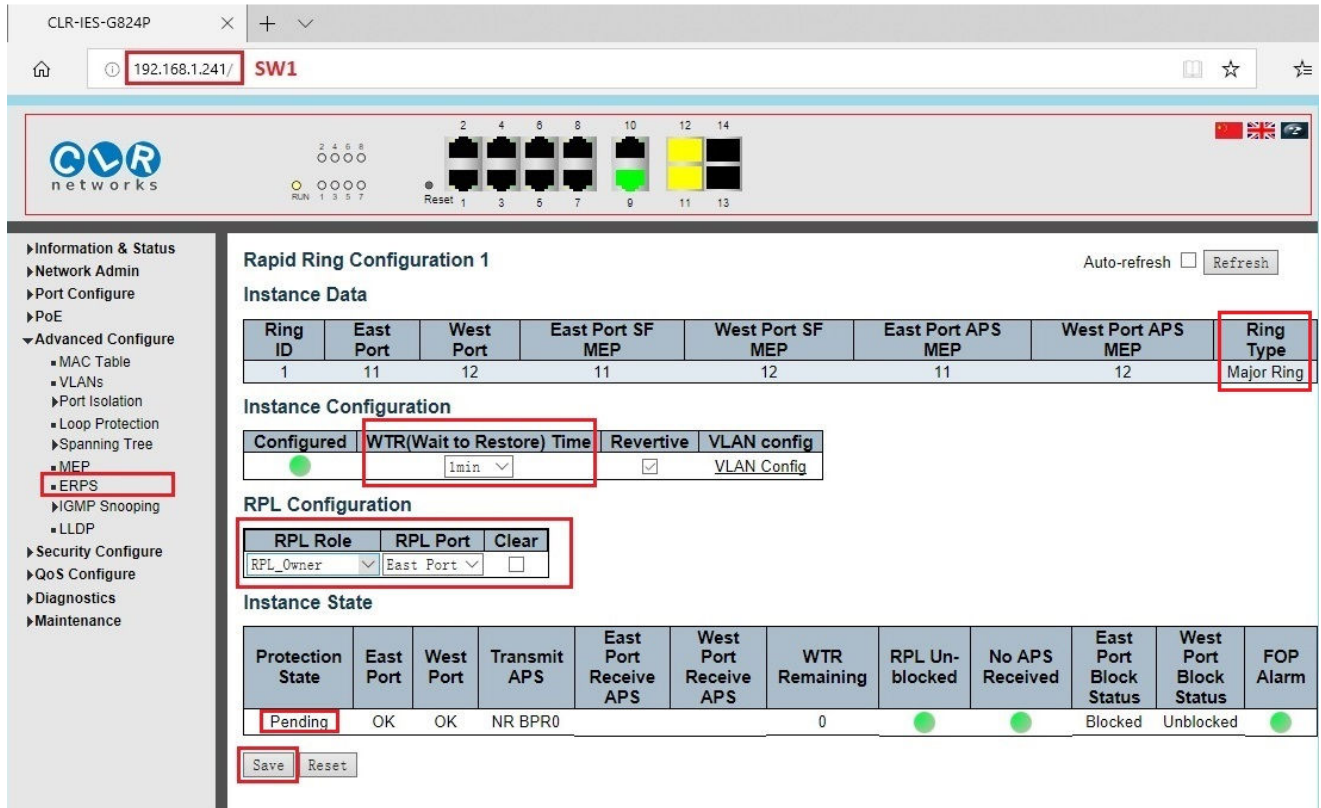 CLR-IES-G824P
192.168.1.241/ SW1
2 4 6 8 10 12 14
2 4 6 8
CLR
networks
RUN 1 3 5 7 Reset 1 3 5 7 9 11 13
Information & Status
Network Admin
Port Configure
PoE
Advanced Configure
MAC Table
VLANs
Port Isolation
Loop Protection
Spanning Tree
MEP
ERPS
IGMP Snooping
LLDP
Security Configure
QoS Configure
Diagnostics
Maintenance
Rapid Ring Configuration 1
Auto-refresh Refresh
Instance Data
Ring ID East Port West Port East Port SF MEP West Port SF MEP East Port APS MEP West Port APS MEP Ring Type
1 11 12 11 12 11 12 Major Ring
Instance Configuration
Configured WTR(Wait to Restore) Time Revertive VLAN config
1min VLAN Config
RPL Configuration
RPL Role RPL Port Clear
RPL_Owner East Port
Instance State
Protection State East Port West Port Transmit APS East Port Receive APS West Port Receive APS WTR Remaining RPL Un-blocked No APS Received East Port Block Status West Port Block Status FOP Alarm
Pending OK OK NR BPR0 0 Blocked Unblocked
Save Reset